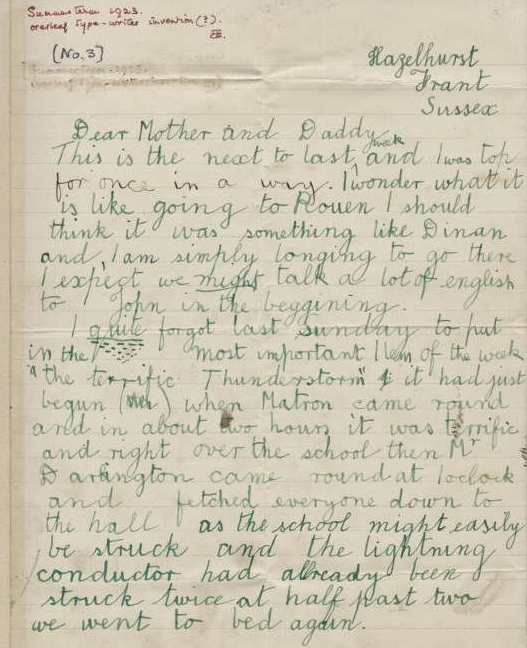 Summer term 1923.
overleaf type-writer invention (?).
(No. 3)
Hazelhurst
Frant
Sussex
Dear Mother and Daddy
This is the next to last week and I was top
for once in a way. I wonder what it
is like going to Rouen I should
think it was something like Dinan
and I am simply longing to go there
I expect we might talk a lot of english
to John in the beggining.
I quite forgot last sunday to put
in the most important Item of the week
"the terrific Thunderstorm" & it had just
begun when Matron came round
and in about two hours it was terrific
and right over the school then Mr
Darlington came round at 1oclock
and fetched everyone down to
the hall as the school might easily
be struck and the lightning
conductor had already been
struck twice at half past two
we went to bed again.